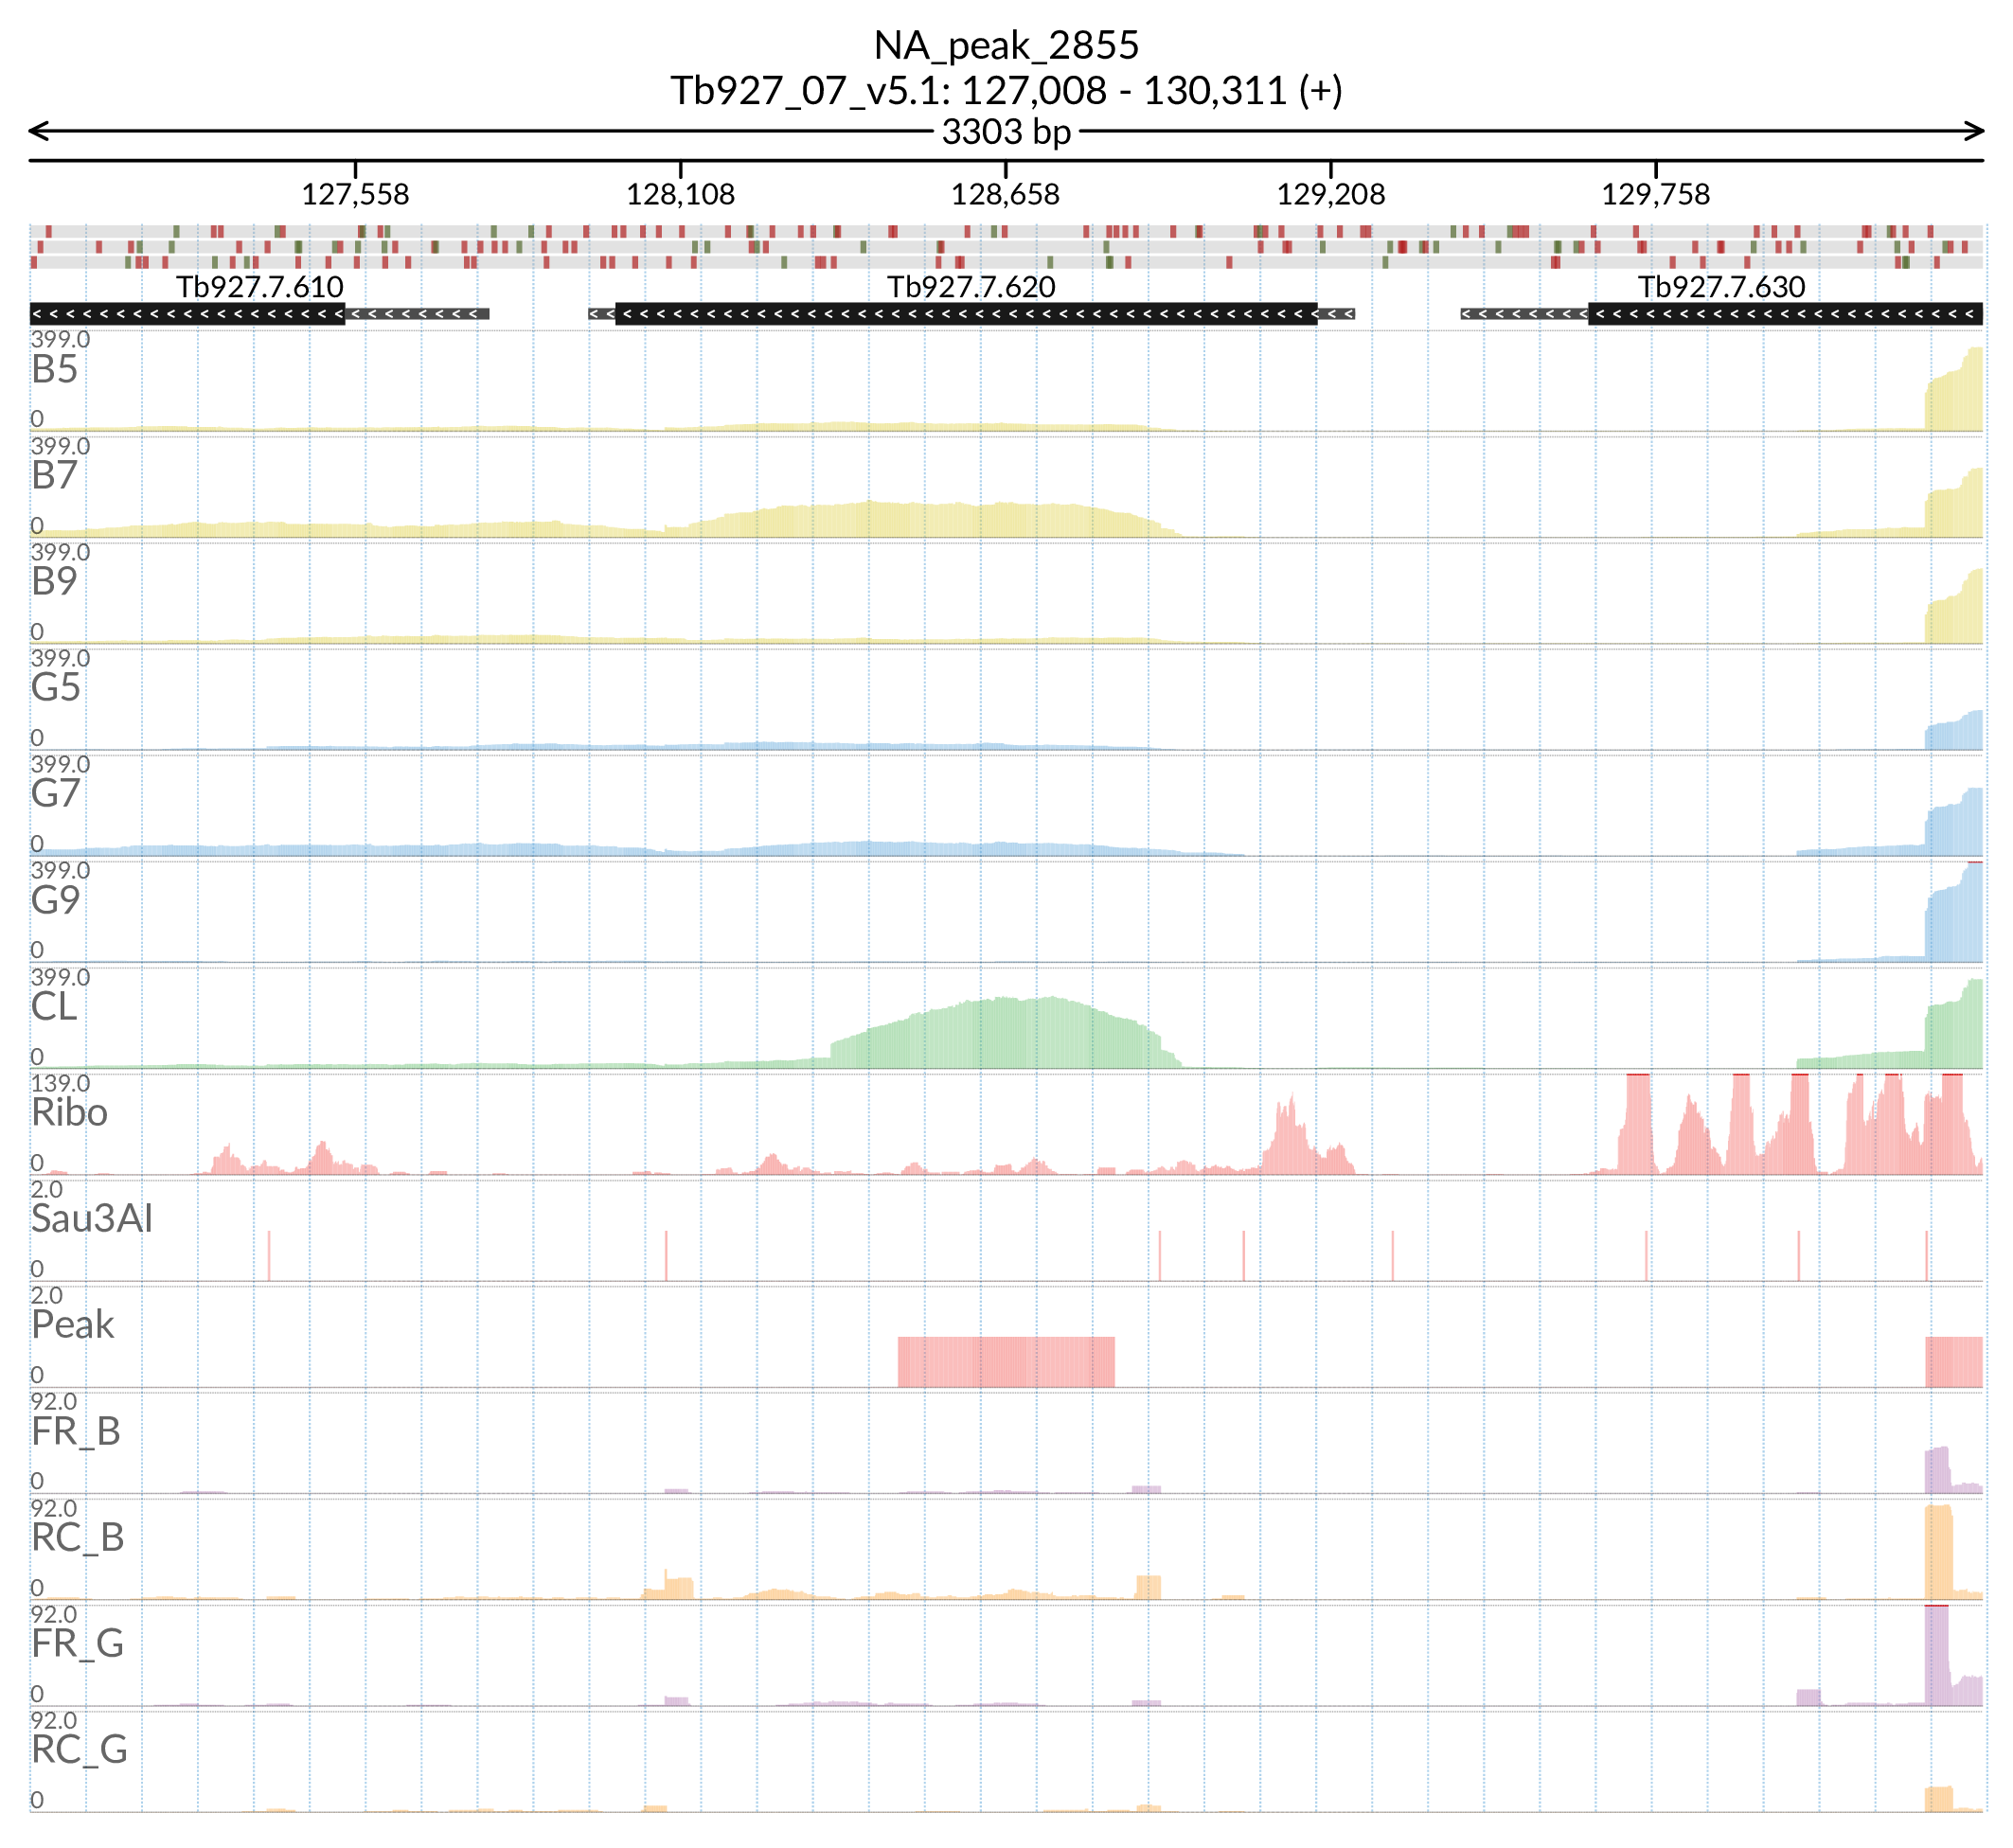 NA_peak_2855
Tb927_07_v5.1: 127,008 - 130,311 (+)
3303 bp
127,558 128,108 128,658 129,208 129,758
Tb927.7.610 Tb927.7.620 Tb927.7.630
399.0
B5
0
399.0
B7
0
399.0
B9
0
399.0
G5
0
399.0
G7
0
399.0
G9
0
399.0
CL
0
139.0
Ribo
0
2.0
Sau3AI
0
2.0
Peak
0
92.0
FR_B
0
92.0
RC_B
0
92.0
FR_G
0
92.0
RC_G
0